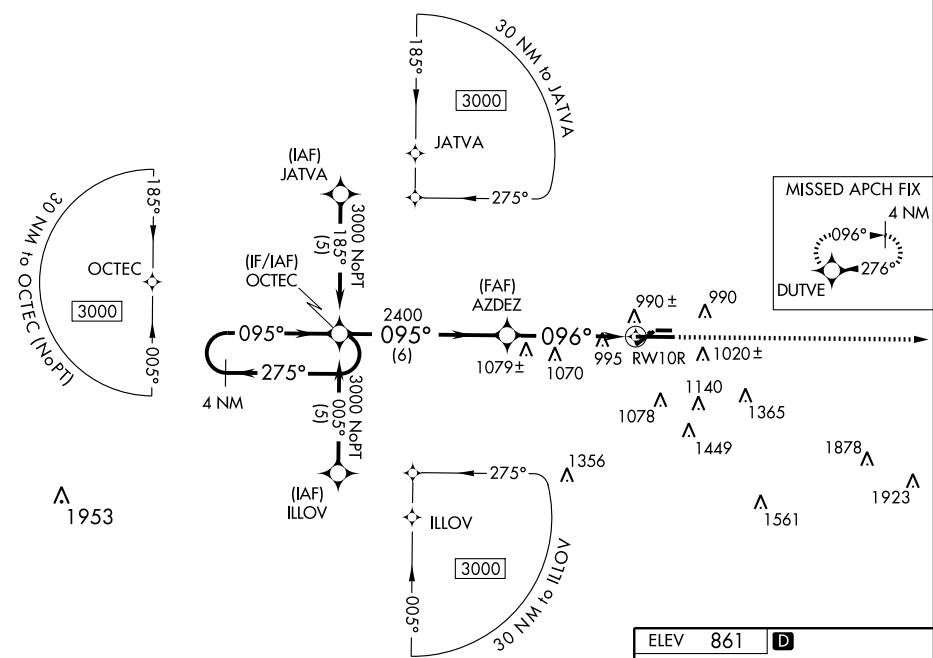 30 NM to JATVA
185°
3000
JATVA
275°
(IAF)
JATVA
3000 NoPT
185°
(5)
MISSED APCH FIX
4 NM
096°
276°
DUTVE
30 NM to OCTEC (NoPT)
185°
OCTEC
3000
005°
(IF/IAF)
OCTEC
(FAF)
AZDEZ
990 ±
990
095°
2400
095°
(6)
096°
1079±
1070
995
RW10R
1020 ±
275°
4 NM
3000 NoPT
005°
(5)
1078
1140
1365
1449
(IAF)
ILLOV
275°
1356
1878
1923
1953
ILLOV
1561
3000
005°
30 NM to ILLOV
ELEV 861 D